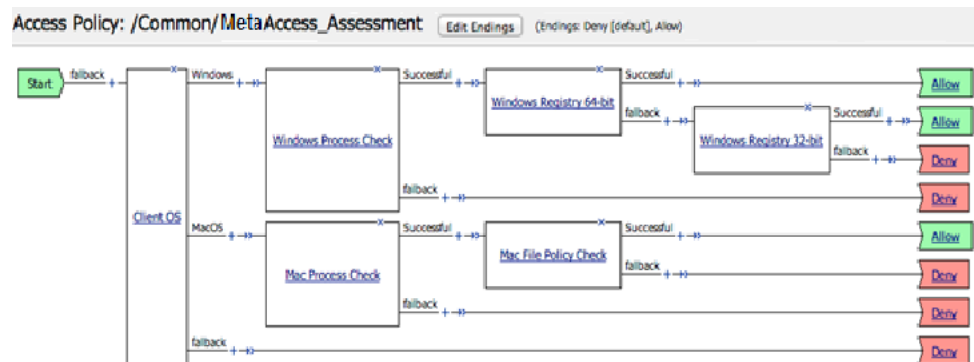 Access Policy: /Common/MetaAccess_Assessment Edit Endings (Endings: Deny [default], Allow)
Start fallback Windows Successful Successful Allow
Windows Registry 64-bit
fallback Successful Allow
Windows Process Check Windows Registry 32-bit
fallback Deny
fallback Deny
Client OS
MacOS Successful Successful Allow
Mac File Policy Check
Mac Process Check fallback Deny
fallback Deny
fallback Deny